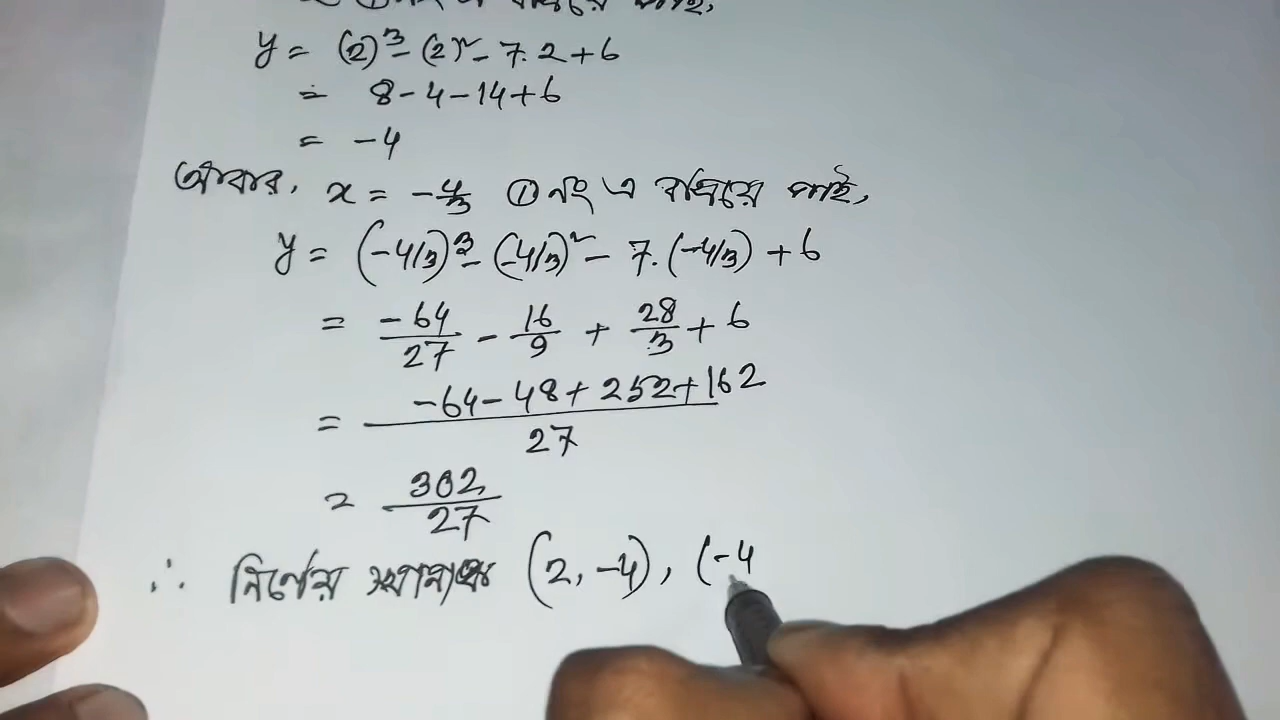 ① নং এ বসিয়ে পাই,
y = (2)³ - (2)² - 7.2 + 6
= 8 - 4 - 14 + 6
= -4
আবার, x = -4/3 ① নং এ বসিয়ে পাই,
y = (-4/3)³ - (-4/3)² - 7.(-4/3) + 6
= -64/27 - 16/9 + 28/3 + 6
= (-64 - 48 + 252 + 162)/27
= 302/27
∴ নির্ণেয় স্থানাঙ্ক (2, -4), (-4